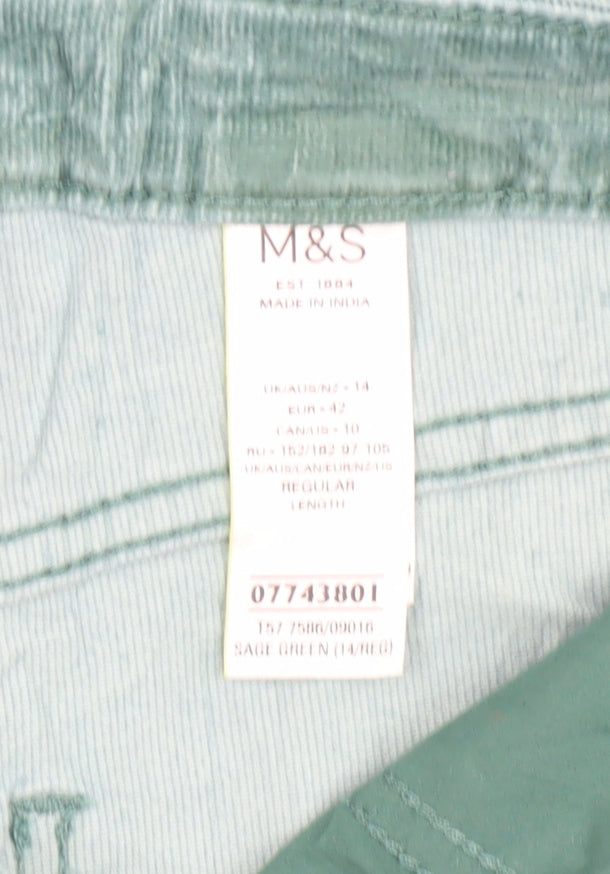 M&S
EST. 1884
MADE IN INDIA
UK/AUS/NZ - 14
EUR - 42
CAN/US - 10
RU - 152/182-97-105
UK/AUS/CAN/EUR/NZ/US
REGULAR
LENGTH
07743801
T57 7586/09016
SAGE GREEN (14/REG)